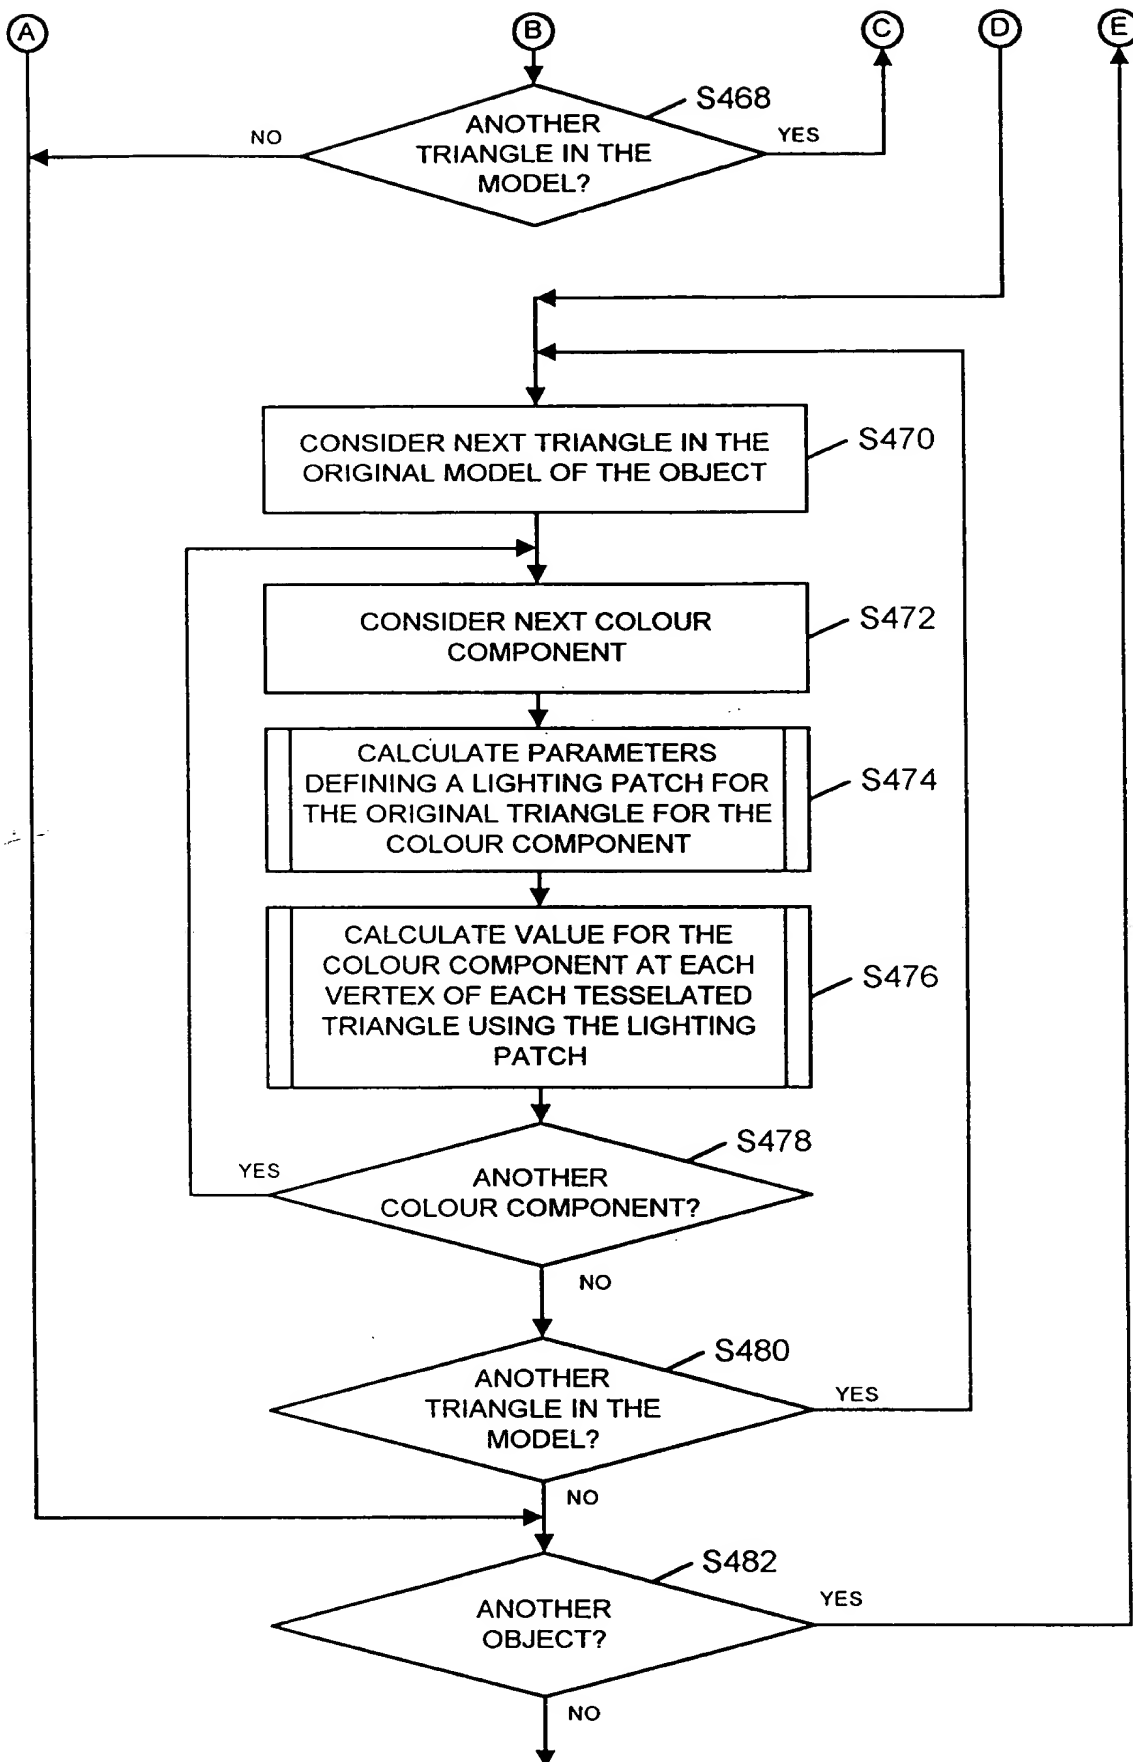 A
B
C
D
E
S468
ANOTHER
TRIANGLE IN THE
MODEL?
NO
YES
CONSIDER NEXT TRIANGLE IN THE
ORIGINAL MODEL OF THE OBJECT
S470
CONSIDER NEXT COLOUR
COMPONENT
S472
CALCULATE PARAMETERS
DEFINING A LIGHTING PATCH FOR
THE ORIGINAL TRIANGLE FOR THE
COLOUR COMPONENT
S474
CALCULATE VALUE FOR THE
COLOUR COMPONENT AT EACH
VERTEX OF EACH TESSELATED
TRIANGLE USING THE LIGHTING
PATCH
S476
S478
YES
ANOTHER
COLOUR COMPONENT?
NO
S480
ANOTHER
TRIANGLE IN THE
MODEL?
YES
NO
S482
ANOTHER
OBJECT?
YES
NO